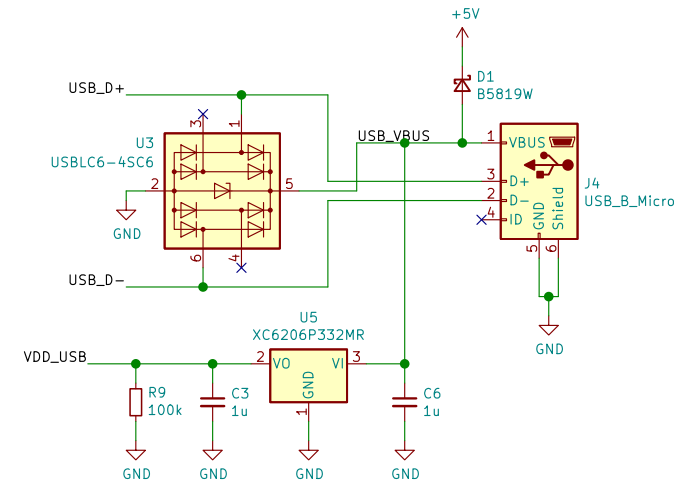 +5V
D1
B5819W
USB_D+
3
1
U3
USBLC6-4SC6
USB_VBUS
1
VBUS
2
5
3
D+
2
D-
4
ID
GND
Shield
J4
USB_B_Micro
GND
6
4
5
6
USB_D-
GND
U5
XC6206P332MR
VDD_USB
2
VO
VI
3
GND
1
R9
100k
C3
1u
C6
1u
GND
GND
GND
GND